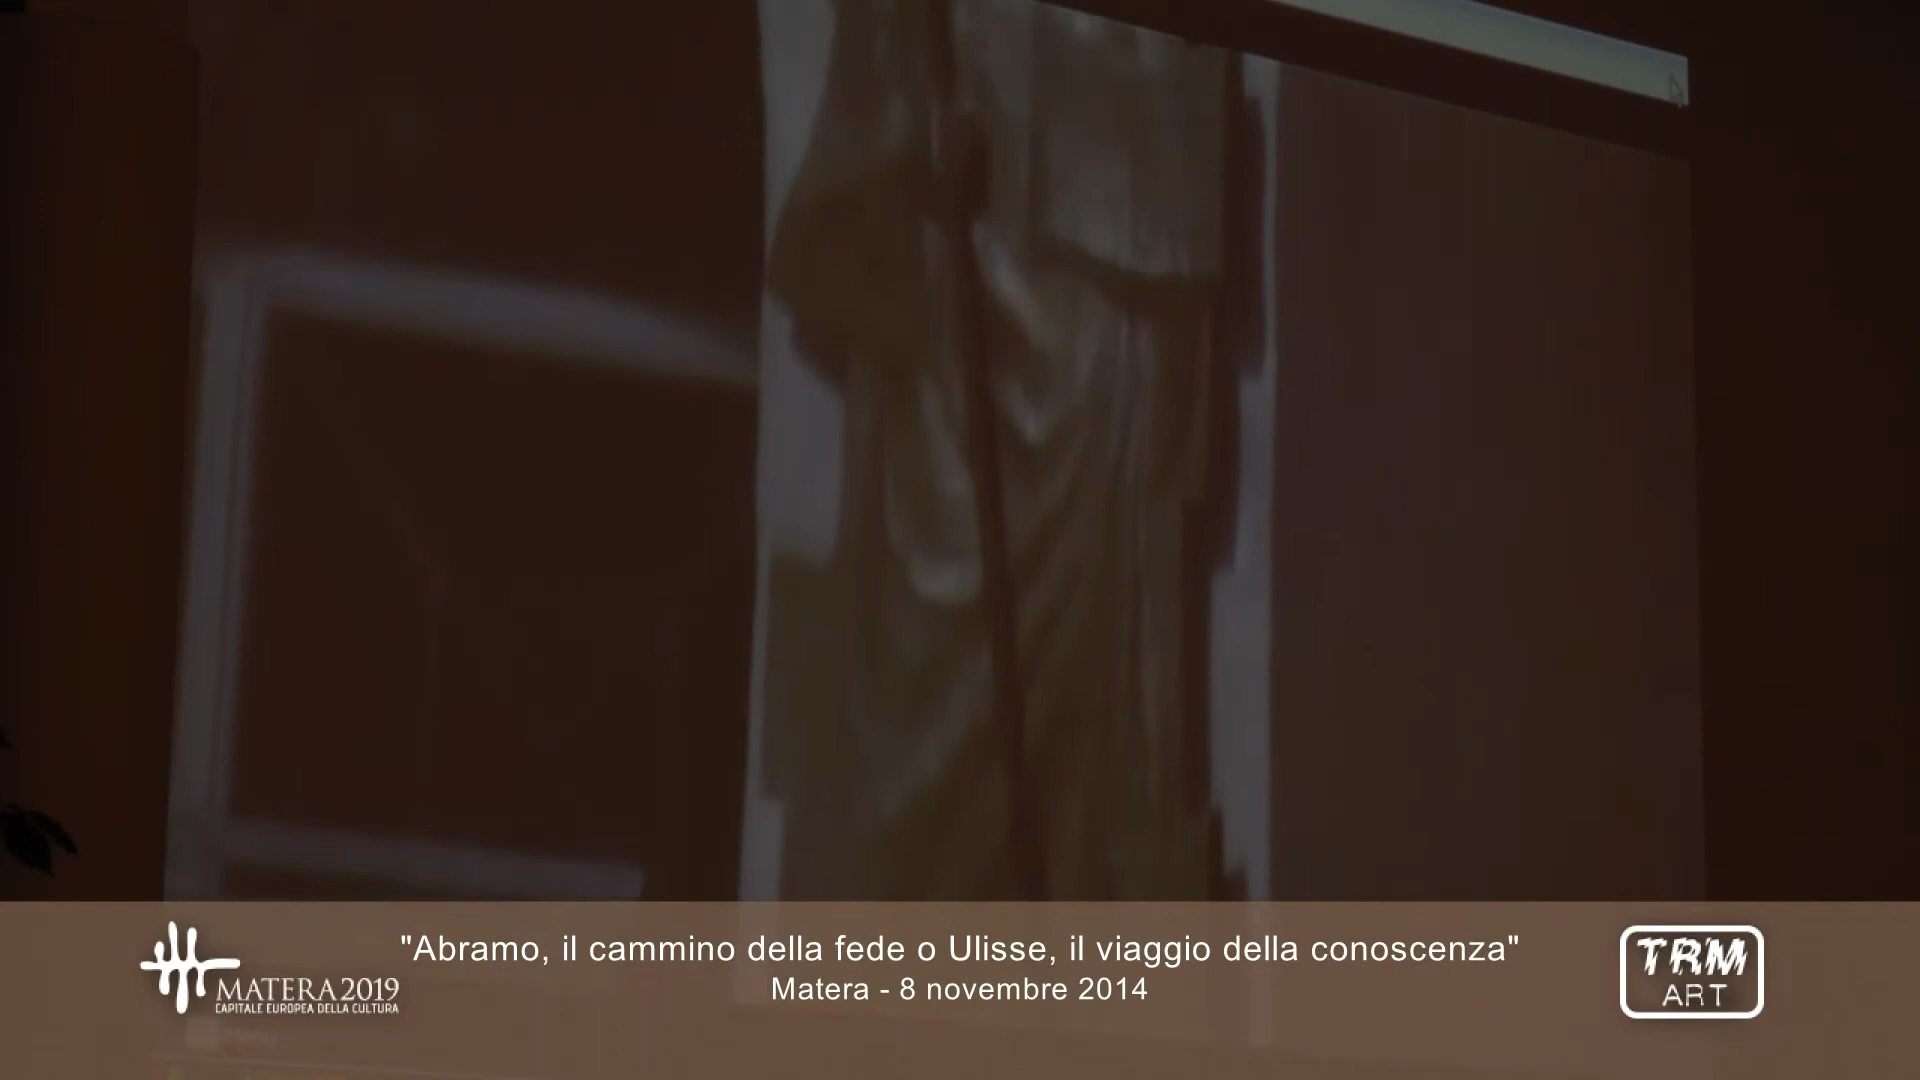 "Abramo, il cammino della fede o Ulisse, il viaggio della conoscenza"
Matera - 8 novembre 2014
MATERA 2019
CAPITALE EUROPEA DELLA CULTURA
TRM
ART